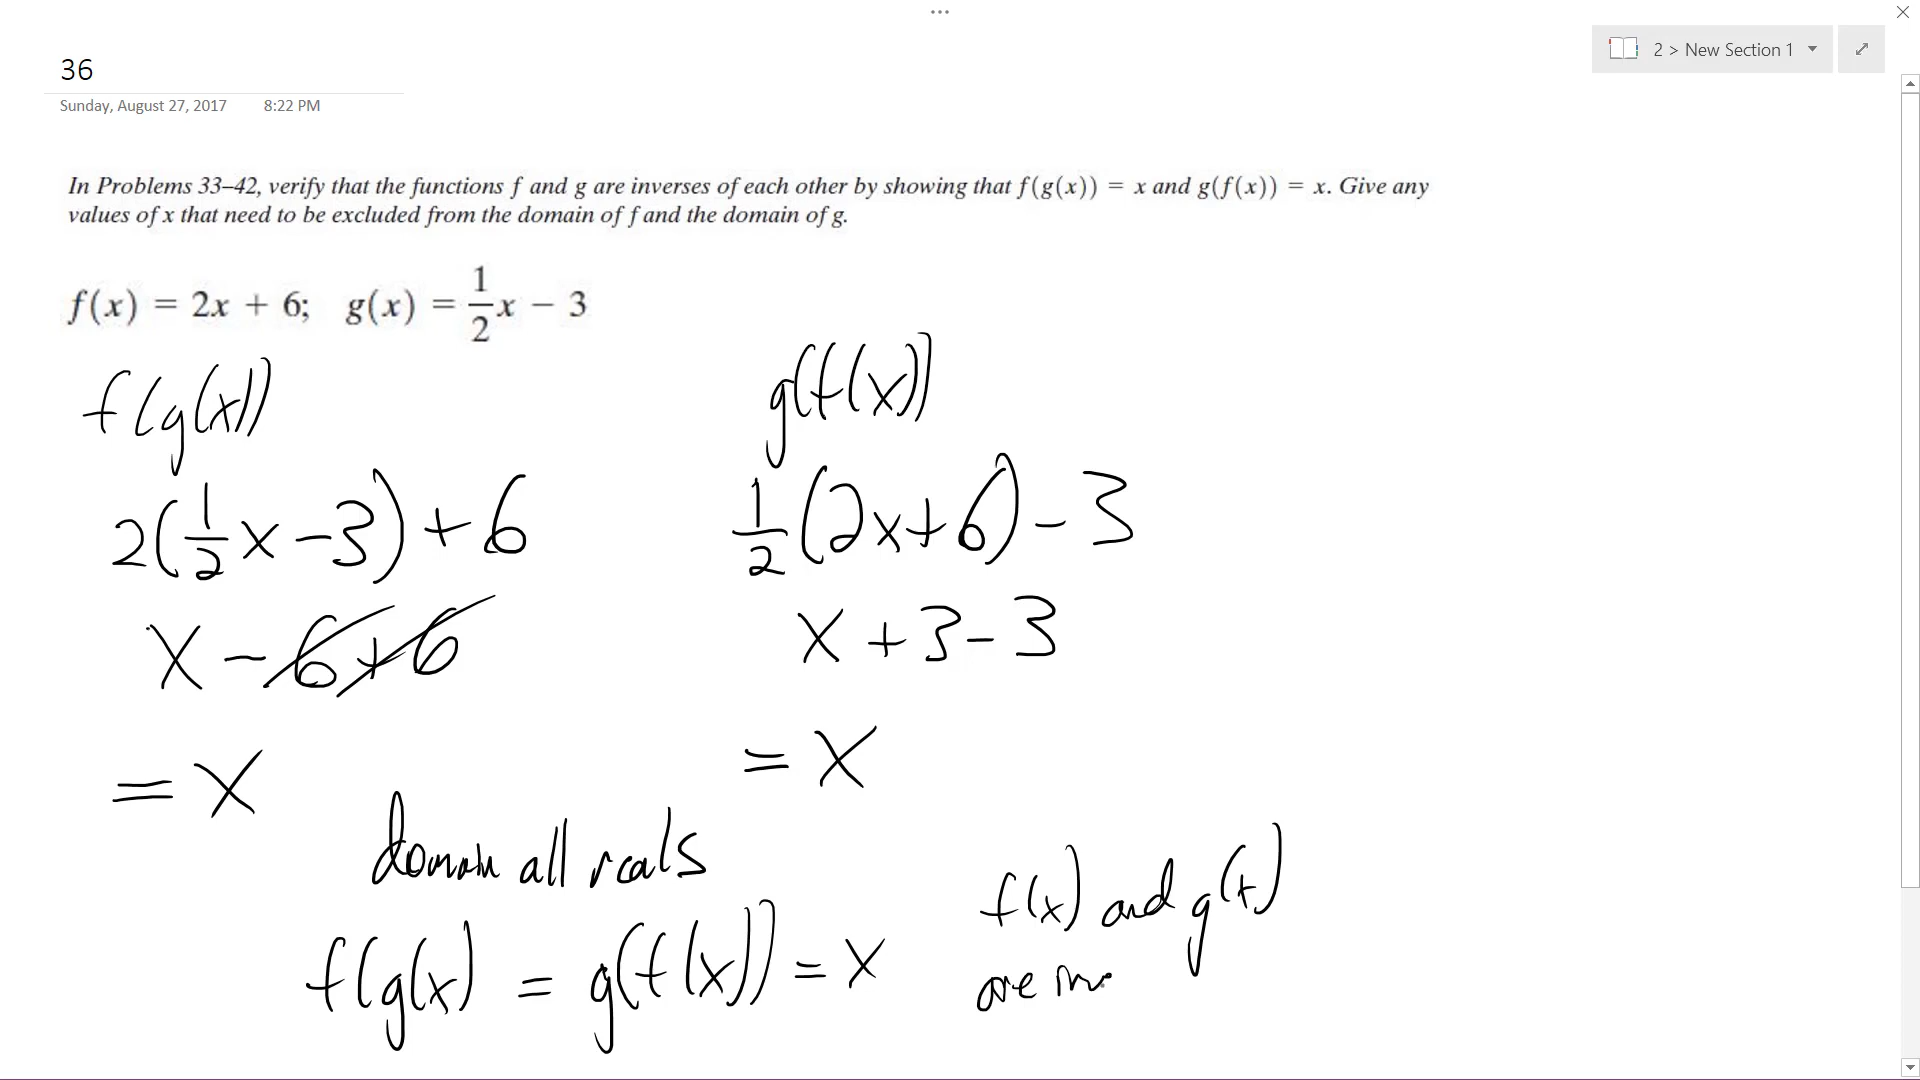 36
2 > New Section 1
Sunday, August 27, 2017 8:22 PM
In Problems 33–42, verify that the functions f and g are inverses of each other by showing that f(g(x)) = x and g(f(x)) = x. Give any
values of x that need to be excluded from the domain of f and the domain of g.
f(x) = 2x + 6; g(x) = 1/2 x − 3
f(g(x))
g(f(x))
2(1/2 x − 3) + 6
1/2 (2x + 6) − 3
x − 6 + 6
x + 3 − 3
= x
= x
domain all reals
f(x) and g(x)
f(g(x) = g(f(x)) = x
are inv